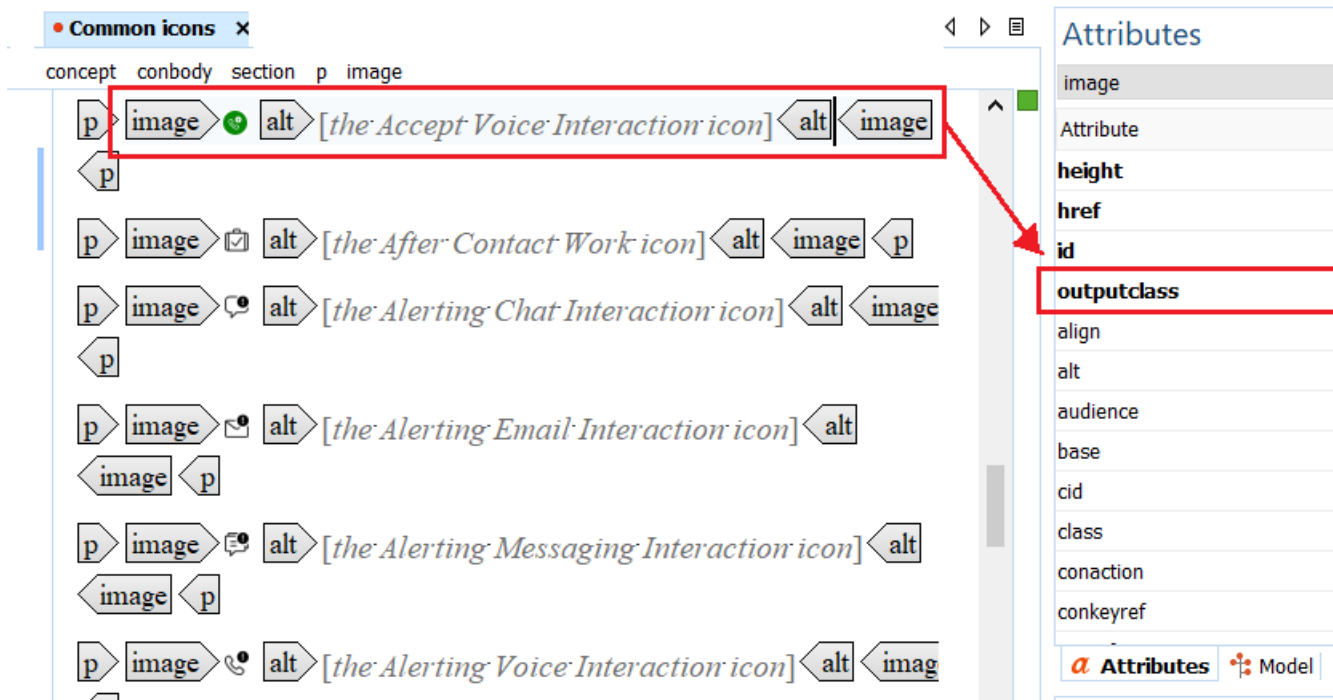 Common icons ×
concept conbody section p image
p image alt [the Accept Voice Interaction icon] alt image
p
p image alt [the After Contact Work icon] alt image p
p image alt [the Alerting Chat Interaction icon] alt image
p
p image alt [the Alerting Email Interaction icon] alt
image p
p image alt [the Alerting Messaging Interaction icon] alt
image p
p image alt [the Alerting Voice Interaction icon] alt imag
Attributes
image
Attribute
height
href
id
outputclass
align
alt
audience
base
cid
class
conaction
conkeyref
a Attributes Model